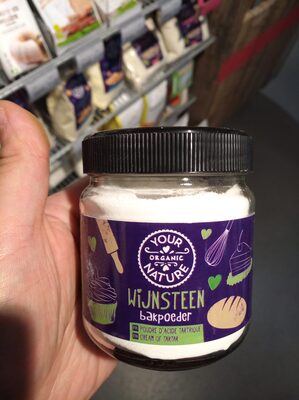 YOUR
ORGANIC
NATURE
WiJNSTEEN
bakpoeder
POUDRE D'ACIDE TARTRIQUE
CREAM OF TARTAR